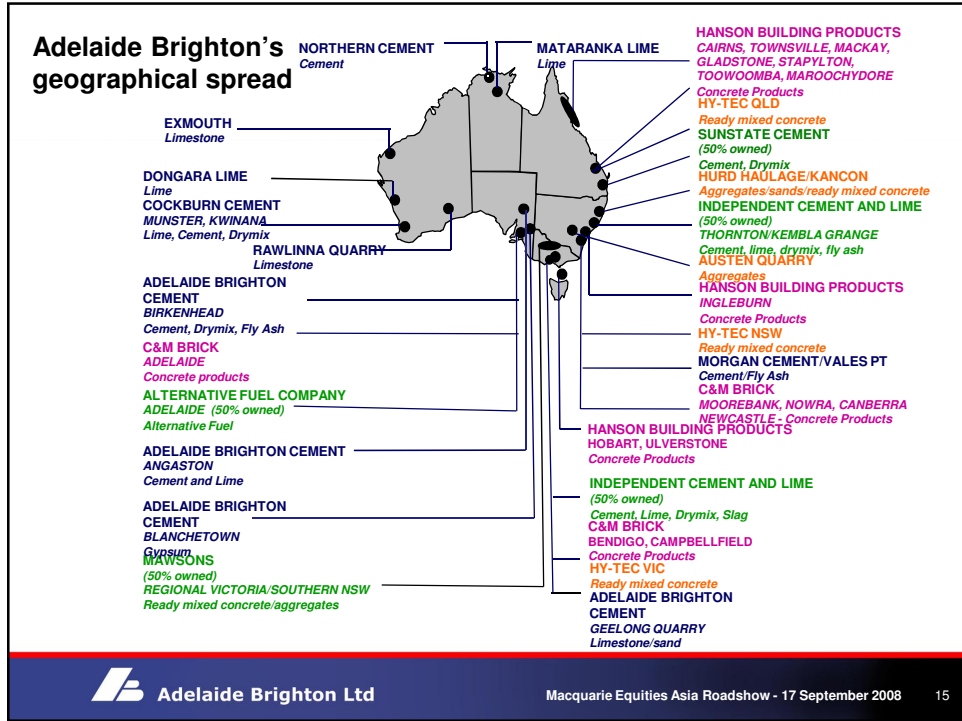 Adelaide Brighton's
geographical spread
NORTHERN CEMENT
Cement
MATARANKA LIME
Lime
HANSON BUILDING PRODUCTS
CAIRNS, TOWNSVILLE, MACKAY,
GLADSTONE, STAPYLTON,
TOOWOOMBA, MAROOCHYDORE
Concrete Products
HY-TEC QLD
Ready mixed concrete
SUNSTATE CEMENT
(50% owned)
Cement, Drymix
HURD HAULAGE/KANCON
Aggregates/sands/ready mixed concrete
INDEPENDENT CEMENT AND LIME
(50% owned)
THORNTON/KEMBLA GRANGE
Cement, lime, drymix, fly ash
AUSTEN QUARRY
Aggregates
HANSON BUILDING PRODUCTS
INGLEBURN
Concrete Products
HY-TEC NSW
Ready mixed concrete
MORGAN CEMENT/VALES PT
Cement/Fly Ash
C&M BRICK
MOOREBANK, NOWRA, CANBERRA
NEWCASTLE - Concrete Products
EXMOUTH
Limestone
DONGARA LIME
Lime
COCKBURN CEMENT
MUNSTER, KWINANA
Lime, Cement, Drymix
RAWLINNA QUARRY
Limestone
ADELAIDE BRIGHTON
CEMENT
BIRKENHEAD
Cement, Drymix, Fly Ash
C&M BRICK
ADELAIDE
Concrete products
ALTERNATIVE FUEL COMPANY
ADELAIDE (50% owned)
Alternative Fuel
ADELAIDE BRIGHTON CEMENT
ANGASTON
Cement and Lime
ADELAIDE BRIGHTON
CEMENT
BLANCHETOWN
Gypsum
MAWSONS
(50% owned)
REGIONAL VICTORIA/SOUTHERN NSW
Ready mixed concrete/aggregates
HANSON BUILDING PRODUCTS
HOBART, ULVERSTONE
Concrete Products
INDEPENDENT CEMENT AND LIME
(50% owned)
Cement, Lime, Drymix, Slag
C&M BRICK
BENDIGO, CAMPBELLFIELD
Concrete Products
HY-TEC VIC
Ready mixed concrete
ADELAIDE BRIGHTON
CEMENT
GEELONG QUARRY
Limestone/sand
Adelaide Brighton Ltd
Macquarie Equities Asia Roadshow - 17 September 2008 15